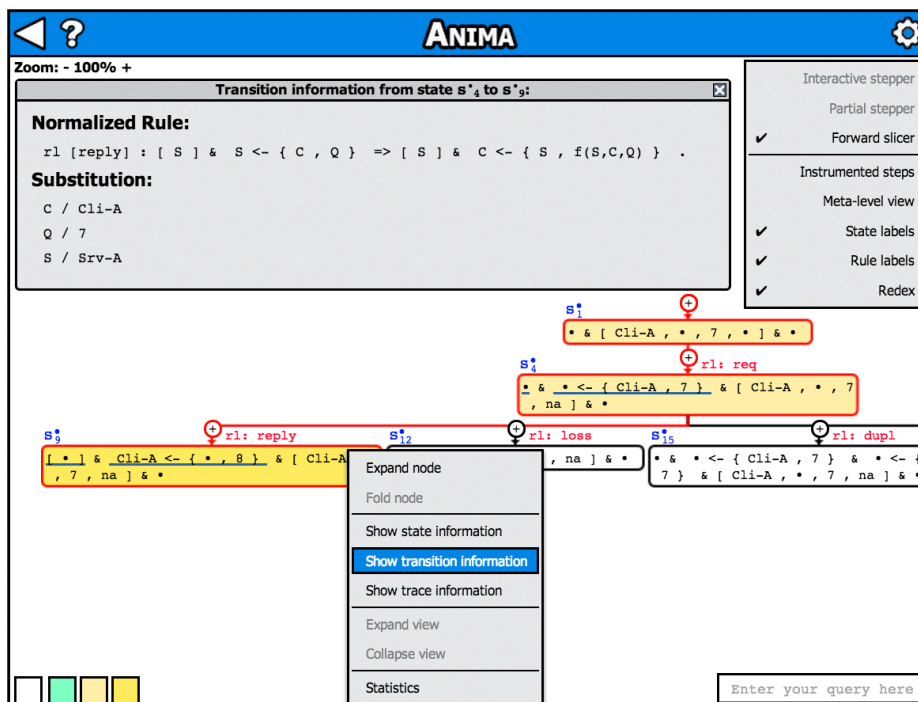 ?
ANIMA
Zoom: - 100% +
Transition information from state s•4 to s•9:
Normalized Rule:
rl [reply] : [ S ] & S <- { C , Q } => [ S ] & C <- { S , f(S,C,Q) } .
Substitution:
C / Cli-A
Q / 7
S / Srv-A
Interactive stepper
Partial stepper
✔ Forward slicer
Instrumented steps
Meta-level view
✔ State labels
✔ Rule labels
✔ Redex
s•1
+
• & [ Cli-A , • , 7 , • ] & •
s•4
+ rl: req
• & • <- { Cli-A , 7 } & [ Cli-A , • , 7
, na ] & •
s•9 + rl: reply s•12 + rl: loss s•15 + rl: dupl
[ • ] & Cli-A <- { • , 8 } & [ Cli-A
, 7 , na ] & •
, na ] & •
• & • <- { Cli-A , 7 } & • <- {
7 } & [ Cli-A , • , 7 , na ] & •
Expand node
Fold node
Show state information
Show transition information
Show trace information
Expand view
Collapse view
Statistics
Enter your query here